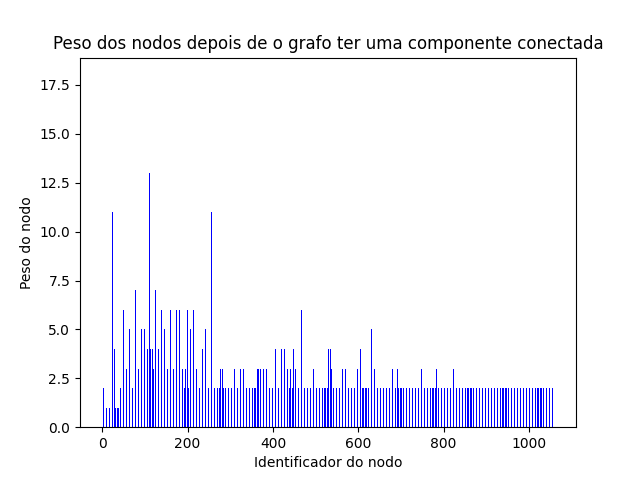 Peso dos nodos depois de o grafo ter uma componente conectada
17.5
15.0
12.5
10.0
7.5
5.0
2.5
0.0
Peso do nodo
0 200 400 600 800 1000
Identificador do nodo